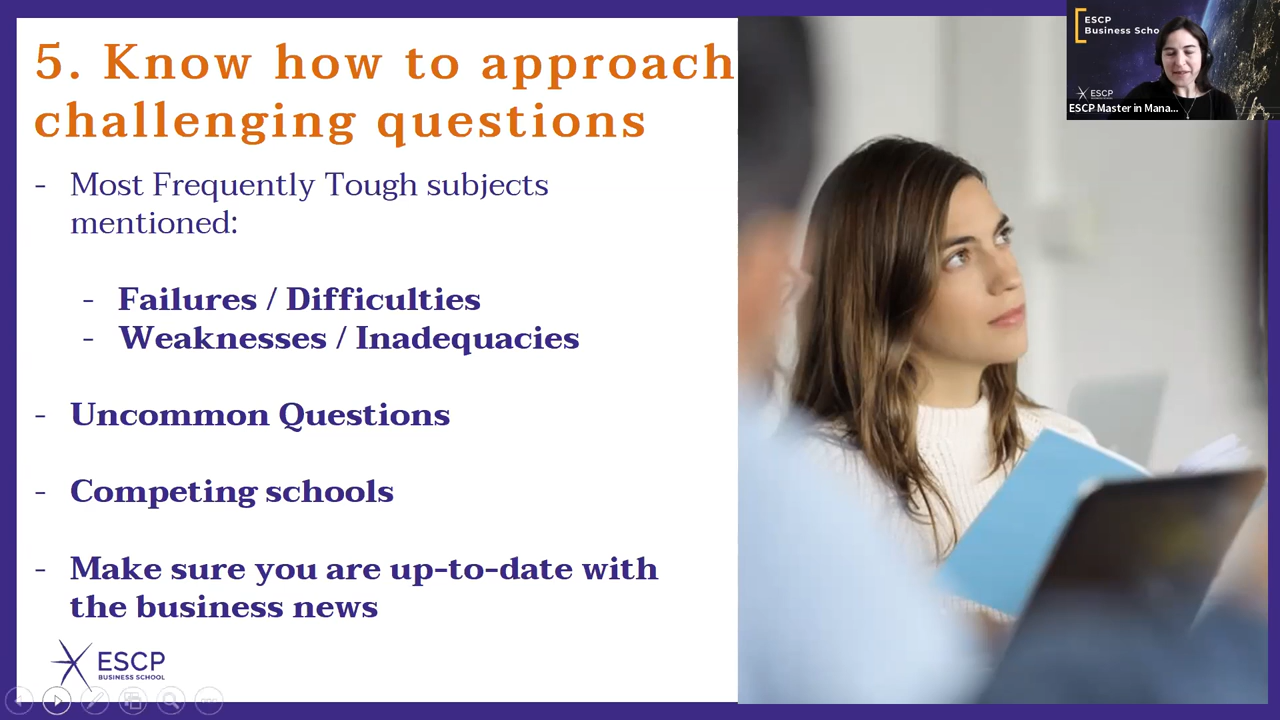 5. Know how to approach
challenging questions
- Most Frequently Tough subjects
mentioned:
- Failures / Difficulties
- Weaknesses / Inadequacies
- Uncommon Questions
- Competing schools
- Make sure you are up-to-date with
the business news
ESCP
BUSINESS SCHOOL
ESCP
Business Scho
ESCP
ESCP Master in Mana...